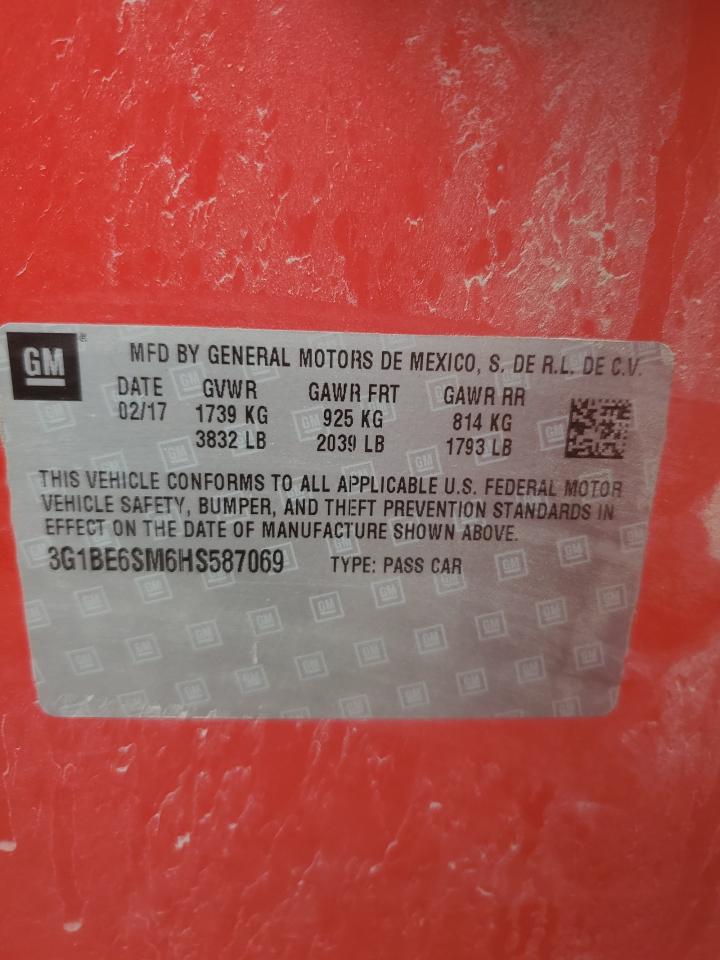 GM
MFD BY GENERAL MOTORS DE MEXICO, S. DE R.L. DE C.V.
DATE GVWR GAWR FRT GAWR RR
02/17 1739 KG 925 KG 814 KG
3832 LB 2039 LB 1793 LB
THIS VEHICLE CONFORMS TO ALL APPLICABLE U.S. FEDERAL MOTOR
VEHICLE SAFETY, BUMPER, AND THEFT PREVENTION STANDARDS IN
EFFECT ON THE DATE OF MANUFACTURE SHOWN ABOVE.
3G1BE6SM6HS587069 TYPE: PASS CAR